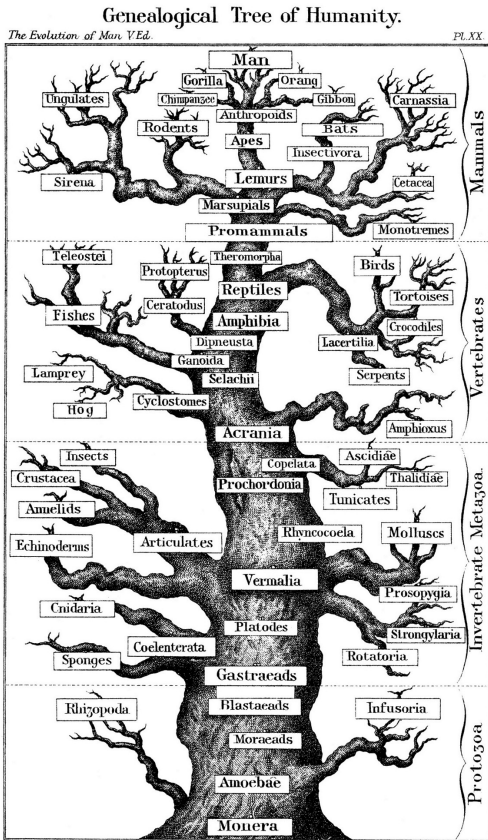 Genealogical Tree of Humanity.
The Evolution of Man V.Ed.
Pl.XX.
Man
Gorilla
Orang
Chimpanzee
Gibbon
Anthropoids
Ungulates
Carnassia
Rodents
Bats
Apes
Insectivora
Sirena
Lemurs
Cetacea
Marsupials
Promammals
Monotremes
Mammals
Teleostei
Theromorpha
Birds
Protopterus
Reptiles
Tortoises
Ceratodus
Fishes
Amphibia
Crocodiles
Dipneusta
Lacertilia
Ganoida
Serpents
Lamprey
Selachii
Cyclostomes
Hog
Acrania
Amphioxus
Vertebrates
Insects
Copelata
Ascidiae
Crustacea
Prochordonia
Thalidiae
Tunicates
Amuelids
Echinoderms
Articulates
Rhyncocoela
Molluscs
Vermalia
Prosopygia
Cnidaria
Platodes
Strongylaria
Coelenterata
Rotatoria
Sponges
Gastraeads
Invertebrate Metazoa
Rhizopoda
Blastaeads
Infusoria
Moraeads
Amoebae
Monera
Protozoa